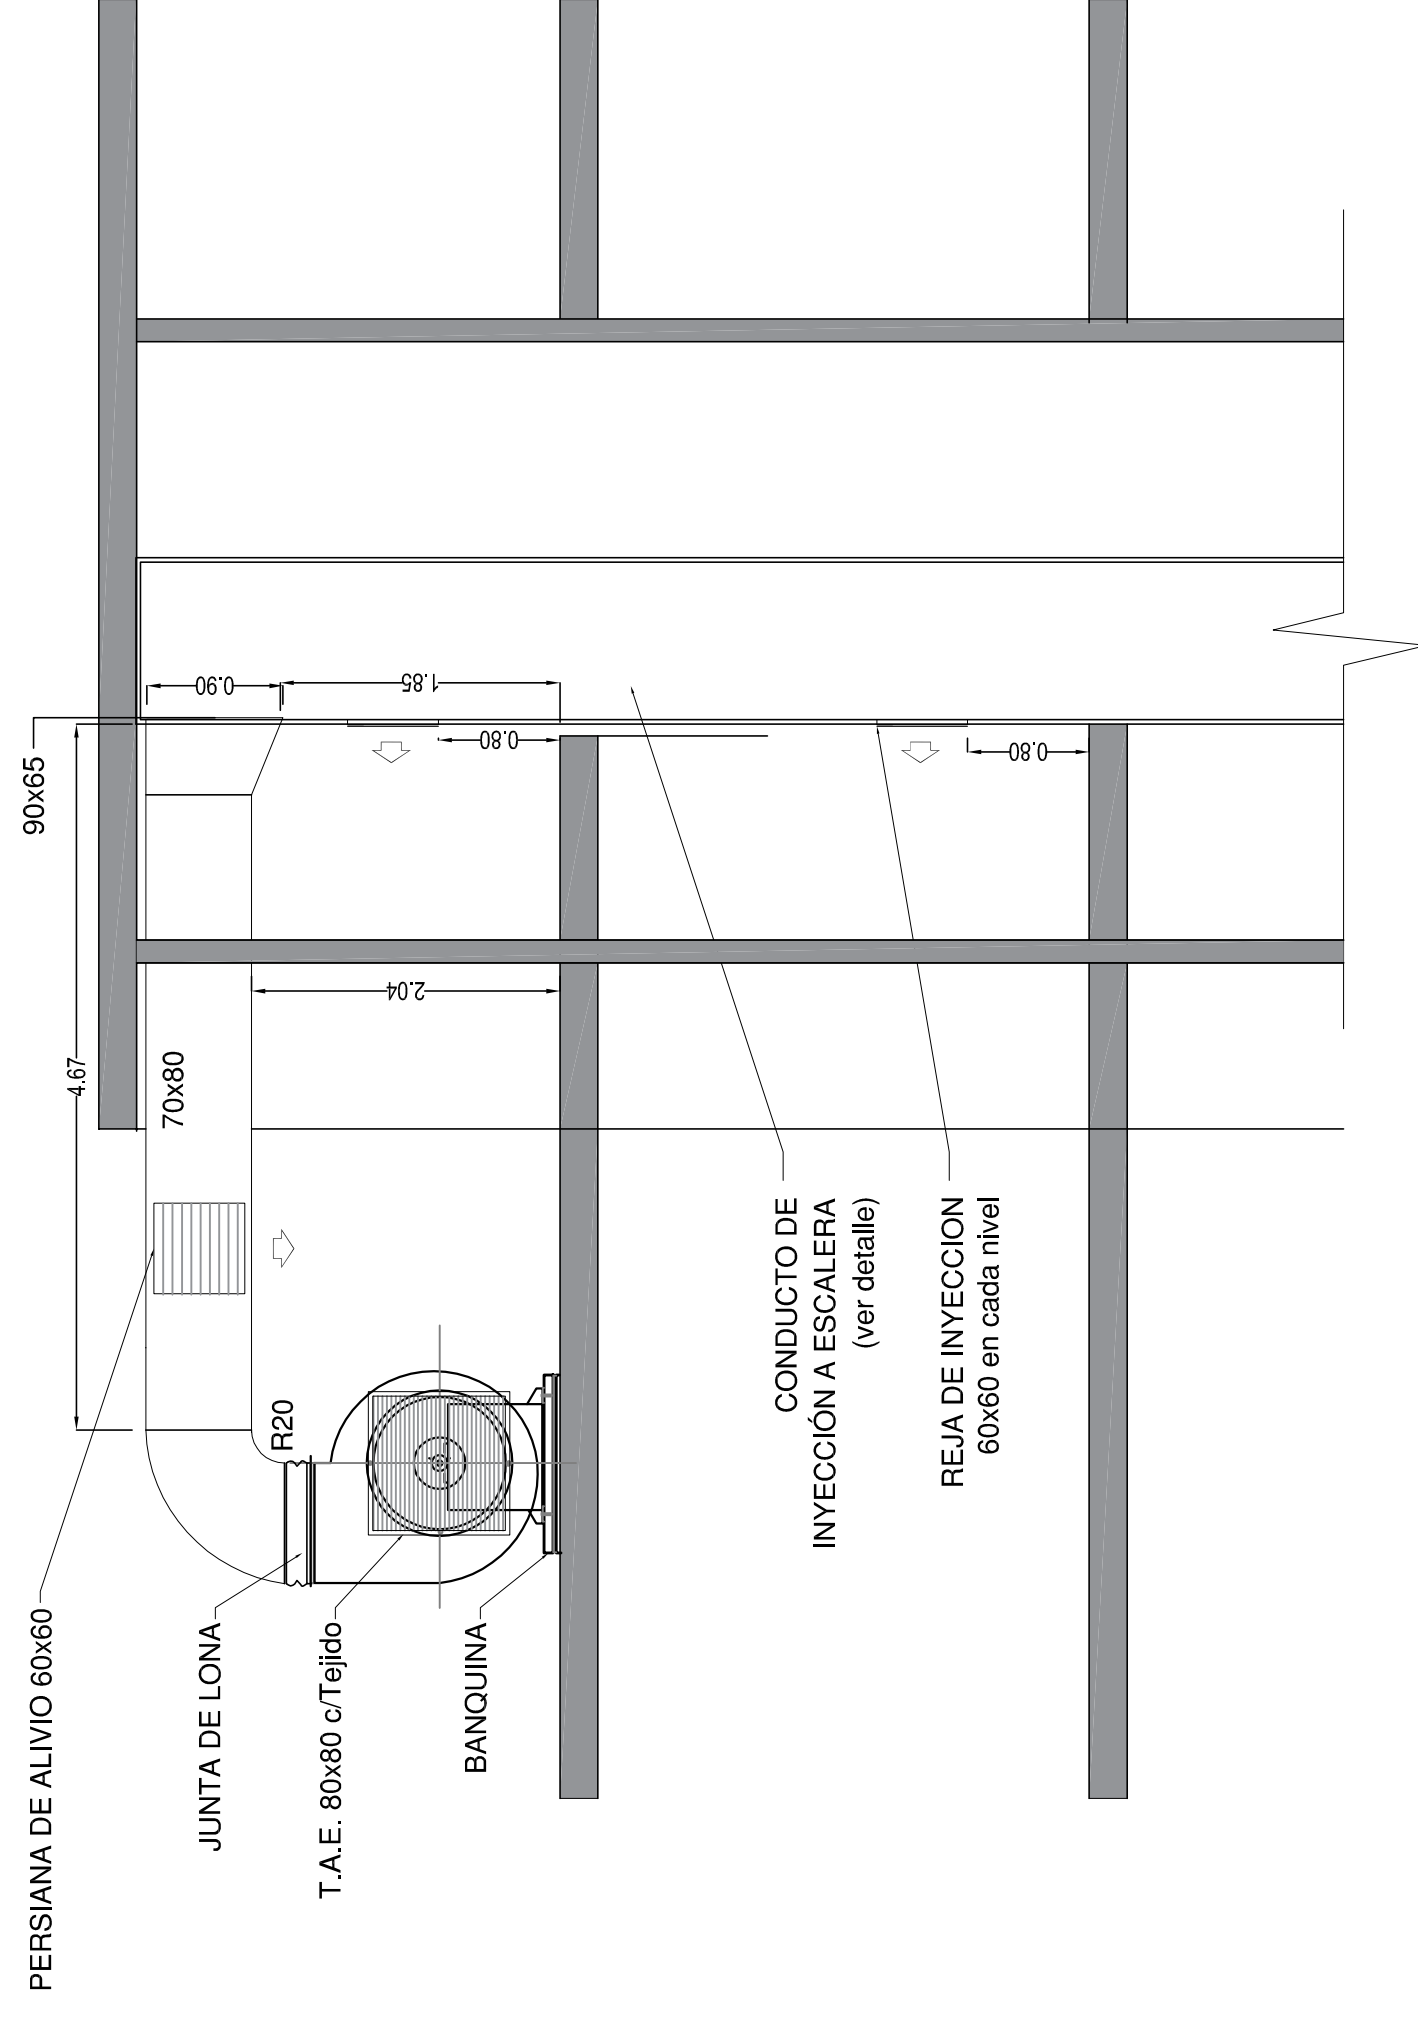 PERSIANA DE ALIVIO 60x60
90x65
4.67
JUNTA DE LONA
R20
70x80
0.90
T.A.E. 80x80 c/Tejido
2.04
1.85
BANQUINA
0.80
CONDUCTO DE
INYECCIÓN A ESCALERA
(ver detalle)
REJA DE INYECCION
60x60 en cada nivel
0.80